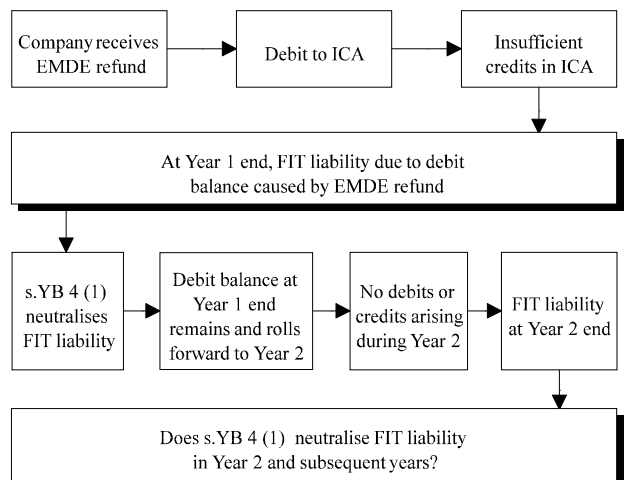 Company receives
EMDE refund
Debit to ICA
Insufficient
credits in ICA
At Year 1 end, FIT liability due to debit
balance caused by EMDE refund
s.YB 4 (1)
neutralises
FIT liability
Debit balance at
Year 1 end
remains and rolls
forward to Year 2
No debits or
credits arising
during Year 2
FIT liability
at Year 2 end
Does s.YB 4 (1) neutralise FIT liability
in Year 2 and subsequent years?